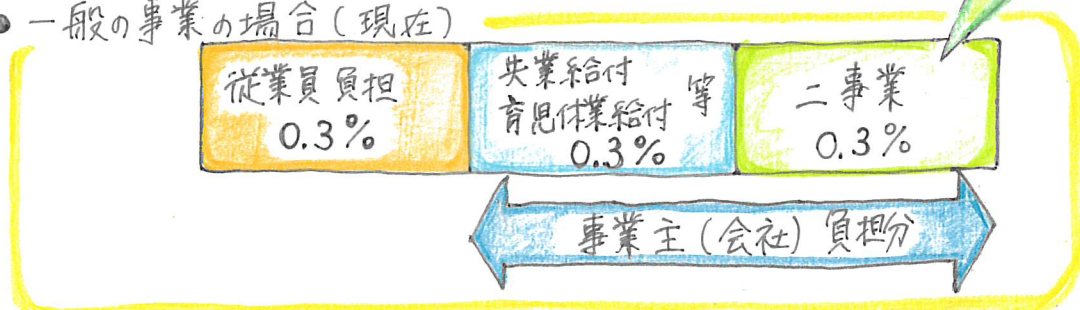 ● 一般の事業の場合(現在)
従業員負担
0.3%
失業給付
育児休業給付 等
0.3%
二事業
0.3%
事業主(会社)負担分